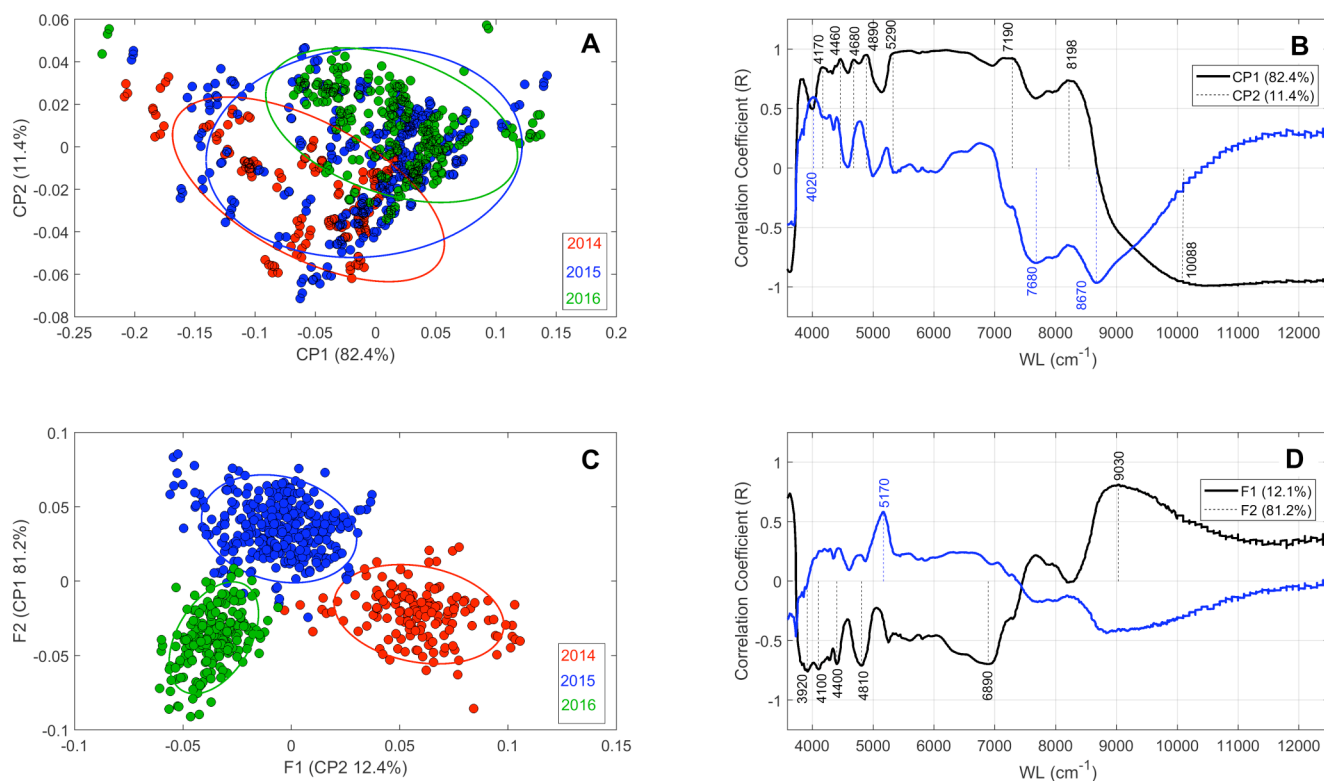 A
0.06
0.04
0.02
0
-0.02
-0.04
-0.06
-0.08
CP2 (11.4%)
-0.25 -0.2 -0.15 -0.1 -0.05 0 0.05 0.1 0.15 0.2
CP1 (82.4%)
2014
2015
2016
B
1
0.5
0
-0.5
-1
Correlation Coefficient (R)
4170 4460 4680 4890 5290 7190 8198
4020 7680 8670 10088
CP1 (82.4%)
CP2 (11.4%)
4000 5000 6000 7000 8000 9000 10000 11000 12000
WL (cm⁻¹)
C
0.1
0.05
0
-0.05
-0.1
F2 (CP1 81.2%)
-0.05 0 0.05 0.1 0.15
F1 (CP2 12.4%)
2014
2015
2016
D
1
0.5
0
-0.5
-1
Correlation Coefficient (R)
5170 9030
3920 4100 4400 4810 6890
F1 (12.1%)
F2 (81.2%)
4000 5000 6000 7000 8000 9000 10000 11000 12000
WL (cm⁻¹)